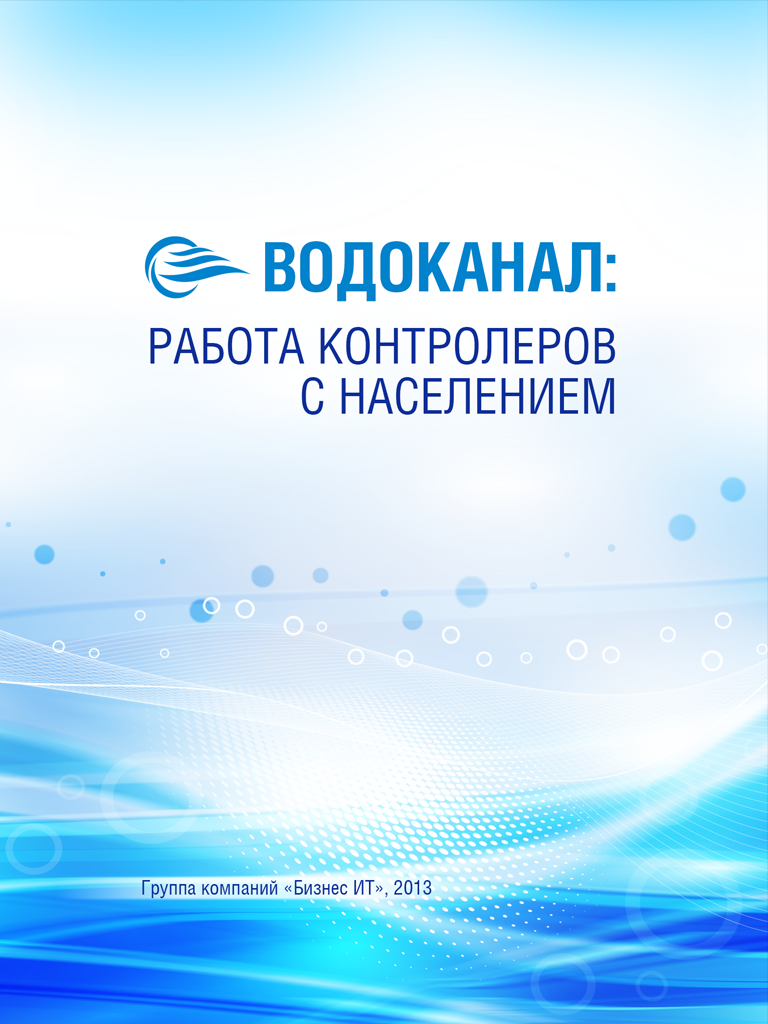 ВОДОКАНАЛ:
РАБОТА КОНТРОЛЕРОВ
С НАСЕЛЕНИЕМ
Группа компаний «Бизнес ИТ», 2013